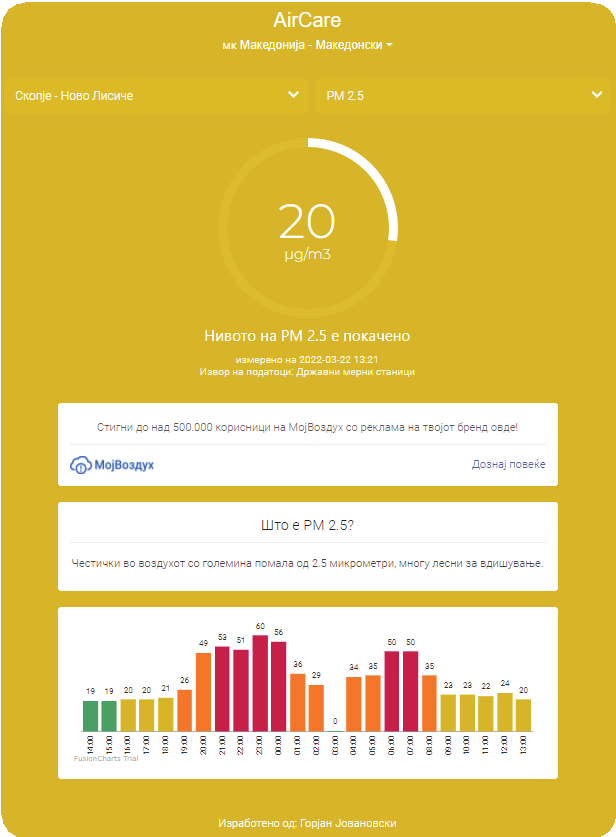 AirCare
мк Македонија - Македонски
Скопје - Ново Лисиче
PM 2.5
20
µg/m3
Нивото на PM 2.5 е покачено
измерено на 2022-03-22 13:21
Извор на податоци: Државни мерни станици
Стигни до над 500.000 корисници на МојВоздух со реклама на твојот бренд овде!
МојВоздух
Дознај повеќе
Што е PM 2.5?
Честички во воздухот со големина помала од 2.5 микрометри, многу лесни за вдишување.
19 19 20 20 21 26 49 53 51 60 56 36 29 0 34 35 50 50 35 23 23 22 24 20
14:00 15:00 16:00 17:00 18:00 19:00 20:00 21:00 22:00 23:00 00:00 01:00 02:00 03:00 04:00 05:00 06:00 07:00 08:00 09:00 10:00 11:00 12:00 13:00
FusionCharts Trial
Изработено од: Горјан Јовановски